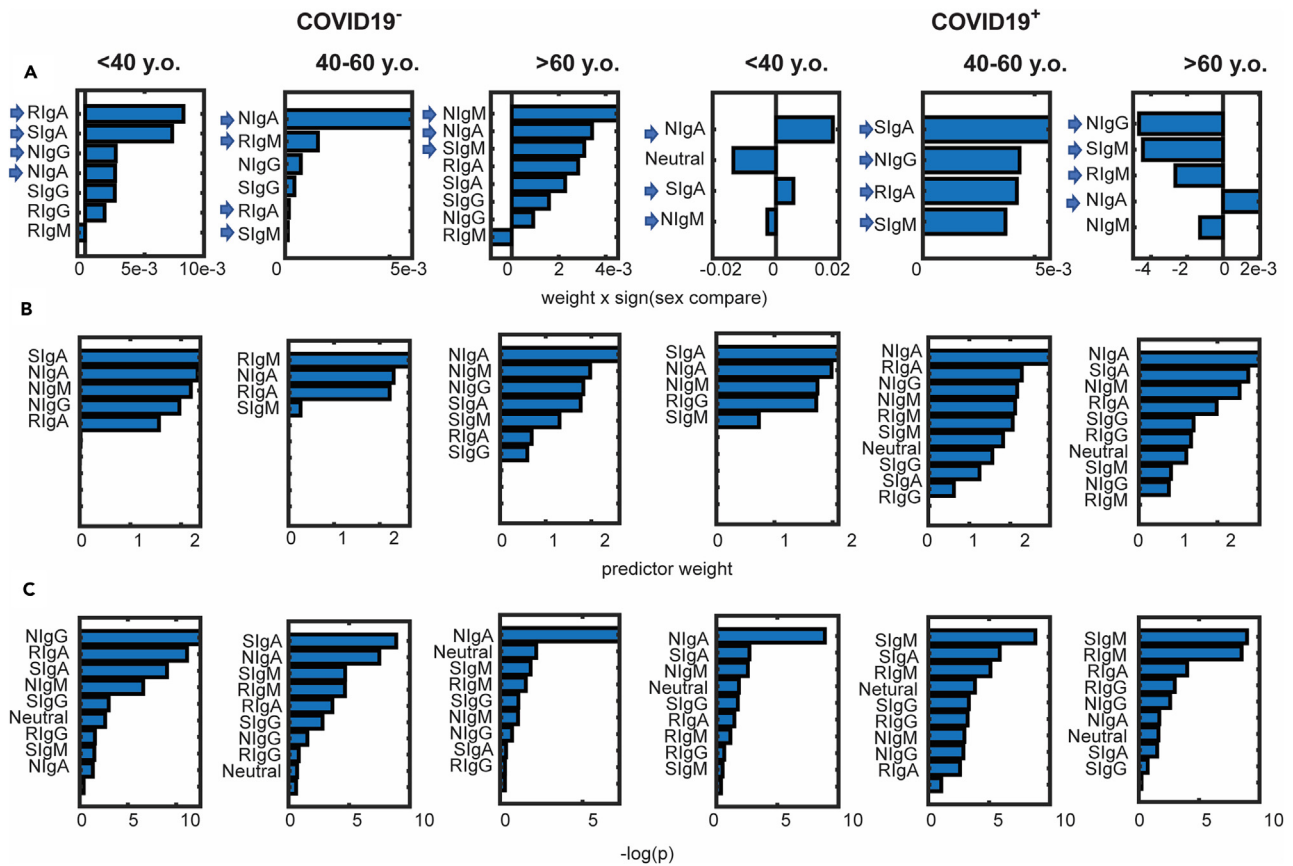 COVID19-
COVID19+
A
<40 y.o.
40-60 y.o.
>60 y.o.
<40 y.o.
40-60 y.o.
>60 y.o.
RIgA
SIgA
NIgG
NIgA
SIgG
RIgG
RIgM
0
5e-3
10e-3
NIgA
RIgM
NIgG
SIgG
RIgA
SIgM
0
5e-3
NIgM
NIgA
SIgM
RIgA
SIgA
SIgG
NIgG
RIgM
0
2
4e-3
NIgA
Neutral
SIgA
NIgM
-0.02
0
0.02
SIgA
NIgG
RIgA
SIgM
0
5e-3
NIgG
SIgM
RIgM
NIgA
NIgM
-4
-2
0
2e-3
weight x sign(sex compare)
B
SIgA
NIgA
NIgM
NIgG
RIgA
0
1
2
RIgM
NIgA
RIgA
SIgM
0
1
2
NIgA
NIgM
NIgG
SIgA
SIgM
RIgA
SIgG
0
1
2
SIgA
NIgA
NIgM
RIgG
SIgM
0
1
2
NIgA
RIgA
NIgG
NIgM
RIgM
SIgM
Neutral
SIgG
SIgA
RIgG
0
1
2
NIgA
SIgA
NIgM
RIgA
SIgG
RIgG
Neutral
SIgM
NIgG
RIgM
0
1
2
predictor weight
C
NIgG
RIgA
SIgA
NIgM
SIgG
Neutral
RIgG
SIgM
NIgA
0
5
10
SIgA
NIgA
SIgM
RIgM
RIgA
SIgG
NIgG
RIgG
Neutral
0
5
10
NIgA
Neutral
SIgM
RIgM
SIgG
NIgM
NIgG
SIgA
RIgG
0
5
NIgA
SIgA
NIgM
Neutral
SIgG
RIgA
RIgM
RIgG
SIgM
0
5
10
SIgM
SIgA
RIgM
Netural
SIgG
RIgG
NIgM
NIgG
RIgA
0
5
10
SIgM
RIgM
RIgA
RIgG
NIgG
NIgA
Neutral
SIgA
SIgG
0
5
10
-log(p)